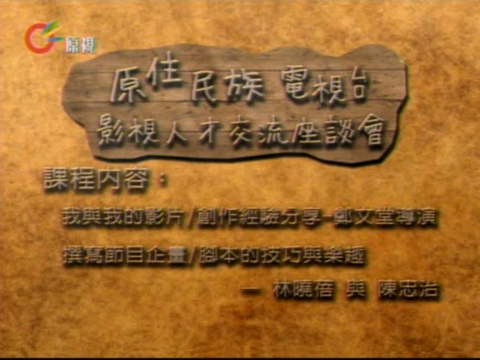 原視
原住民族電視台
影視人才交流座談會
課程內容：
我與我的影片/創作經驗分享-鄭文堂導演
撰寫節目企畫/腳本的技巧與樂趣
— 林曉蓓 與 陳忠治